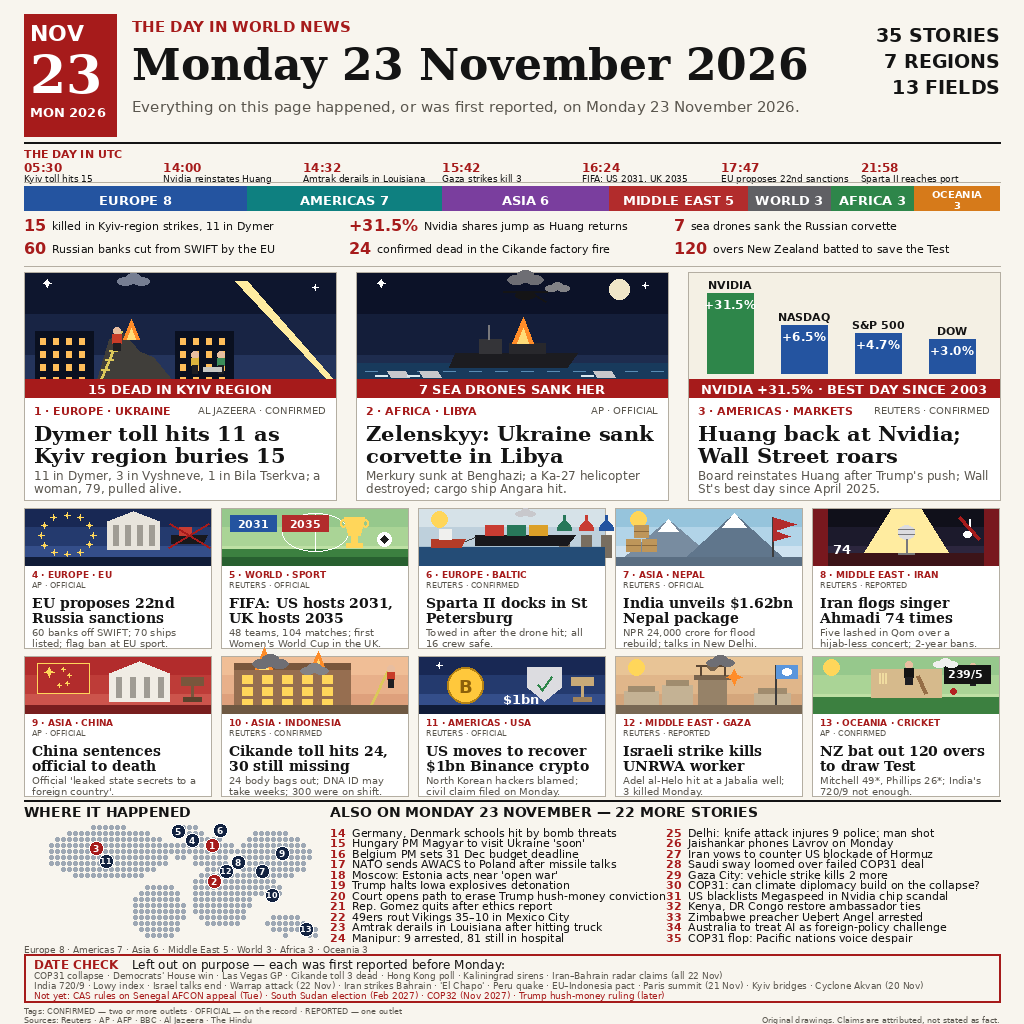 NOV
23
MON 2026
THE DAY IN WORLD NEWS
Monday 23 November 2026
Everything on this page happened, or was first reported, on Monday 23 November 2026.
35 STORIES
7 REGIONS
13 FIELDS
THE DAY IN UTC
05:30 14:00 14:32 15:42 16:24 17:47 21:58
Kyiv toll hits 15 Nvidia reinstates Huang Amtrak derails in Louisiana Gaza strikes kill 3 FIFA: US 2031, UK 2035 EU proposes 22nd sanctions Sparta II reaches port
EUROPE 8 AMERICAS 7 ASIA 6 MIDDLE EAST 5 WORLD 3 AFRICA 3 OCEANIA 3
15 killed in Kyiv-region strikes, 11 in Dymer
+31.5% Nvidia shares jump as Huang returns
7 sea drones sank the Russian corvette
60 Russian banks cut from SWIFT by the EU
24 confirmed dead in the Cikande factory fire
120 overs New Zealand batted to save the Test
15 DEAD IN KYIV REGION
1 · EUROPE · UKRAINE AL JAZEERA · CONFIRMED
Dymer toll hits 11 as
Kyiv region buries 15
11 in Dymer, 3 in Vyshneve, 1 in Bila Tserkva; a
woman, 79, pulled alive.
7 SEA DRONES SANK HER
2 · AFRICA · LIBYA AP · OFFICIAL
Zelenskyy: Ukraine sank
corvette in Libya
Merkury sunk at Benghazi; a Ka-27 helicopter
destroyed; cargo ship Angara hit.
NVIDIA
+31.5%
NASDAQ
+6.5%
S&P 500
+4.7%
DOW
+3.0%
NVIDIA +31.5% · BEST DAY SINCE 2003
3 · AMERICAS · MARKETS REUTERS · CONFIRMED
Huang back at Nvidia;
Wall Street roars
Board reinstates Huang after Trump's push; Wall
St's best day since April 2025.
4 · EUROPE · EU
AP · OFFICIAL
EU proposes 22nd
Russia sanctions
60 banks off SWIFT; 70 ships
listed; flag ban at EU sport.
2031 2035
5 · WORLD · SPORT
REUTERS · OFFICIAL
FIFA: US hosts 2031,
UK hosts 2035
48 teams, 104 matches; first
Women's World Cup in the UK.
6 · EUROPE · BALTIC
REUTERS · CONFIRMED
Sparta II docks in St
Petersburg
Towed in after the drone hit; all
16 crew safe.
7 · ASIA · NEPAL
REUTERS · OFFICIAL
India unveils $1.62bn
Nepal package
NPR 24,000 crore for flood
rebuild; talks in New Delhi.
74
8 · MIDDLE EAST · IRAN
REUTERS · REPORTED
Iran flogs singer
Ahmadi 74 times
Five lashed in Qom over a
hijab-less concert; 2-year bans.
9 · ASIA · CHINA
AP · OFFICIAL
China sentences
official to death
Official 'leaked state secrets to a
foreign country'.
10 · ASIA · INDONESIA
REUTERS · CONFIRMED
Cikande toll hits 24,
30 still missing
24 body bags out; DNA ID may
take weeks; 300 were on shift.
B
$1bn
11 · AMERICAS · USA
REUTERS · OFFICIAL
US moves to recover
$1bn Binance crypto
North Korean hackers blamed;
civil claim filed on Monday.
12 · MIDDLE EAST · GAZA
REUTERS · REPORTED
Israeli strike kills
UNRWA worker
Adel al-Helo hit at a Jabalia well;
3 killed Monday.
239/5
13 · OCEANIA · CRICKET
AP · CONFIRMED
NZ bat out 120 overs
to draw Test
Mitchell 49*, Phillips 26*; India's
720/9 not enough.
WHERE IT HAPPENED
5
6
4
1
3
11
8
12
7
9
2
10
13
Europe 8 · Americas 7 · Asia 6 · Middle East 5 · World 3 · Africa 3 · Oceania 3
ALSO ON MONDAY 23 NOVEMBER — 22 MORE STORIES
14 Germany, Denmark schools hit by bomb threats
15 Hungary PM Magyar to visit Ukraine 'soon'
16 Belgium PM sets 31 Dec budget deadline
17 NATO sends AWACS to Poland after missile talks
18 Moscow: Estonia acts near 'open war'
19 Trump halts Iowa explosives detonation
20 Court opens path to erase Trump hush-money conviction
21 Rep. Gomez quits after ethics report
22 49ers rout Vikings 35–10 in Mexico City
23 Amtrak derails in Louisiana after hitting truck
24 Manipur: 9 arrested, 81 still in hospital
25 Delhi: knife attack injures 9 police; man shot
26 Jaishankar phones Lavrov on Monday
27 Iran vows to counter US blockade of Hormuz
28 Saudi sway loomed over failed COP31 deal
29 Gaza City: vehicle strike kills 2 more
30 COP31: can climate diplomacy build on the collapse?
31 US blacklists Megaspeed in Nvidia chip scandal
32 Kenya, DR Congo restore ambassador ties
33 Zimbabwe preacher Uebert Angel arrested
34 Australia to treat AI as foreign-policy challenge
35 COP31 flop: Pacific nations voice despair
DATE CHECK Left out on purpose — each was first reported before Monday:
COP31 collapse · Democrats' House win · Las Vegas GP · Cikande toll 3 dead · Hong Kong poll · Kaliningrad sirens · Iran–Bahrain radar claims (all 22 Nov)
India 720/9 · Lowy index · Israel talks end · Warrap attack (22 Nov) · Iran strikes Bahrain · 'El Chapo' · Peru quake · EU–Indonesia pact · Paris summit (21 Nov) · Kyiv bridges · Cyclone Akvan (20 Nov)
Not yet: CAS rules on Senegal AFCON appeal (Tue) · South Sudan election (Feb 2027) · COP32 (Nov 2027) · Trump hush-money ruling (later)
Tags: CONFIRMED — two or more outlets · OFFICIAL — on the record · REPORTED — one outlet
Sources: Reuters · AP · AFP · BBC · Al Jazeera · The Hindu
Original drawings. Claims are attributed, not stated as fact.